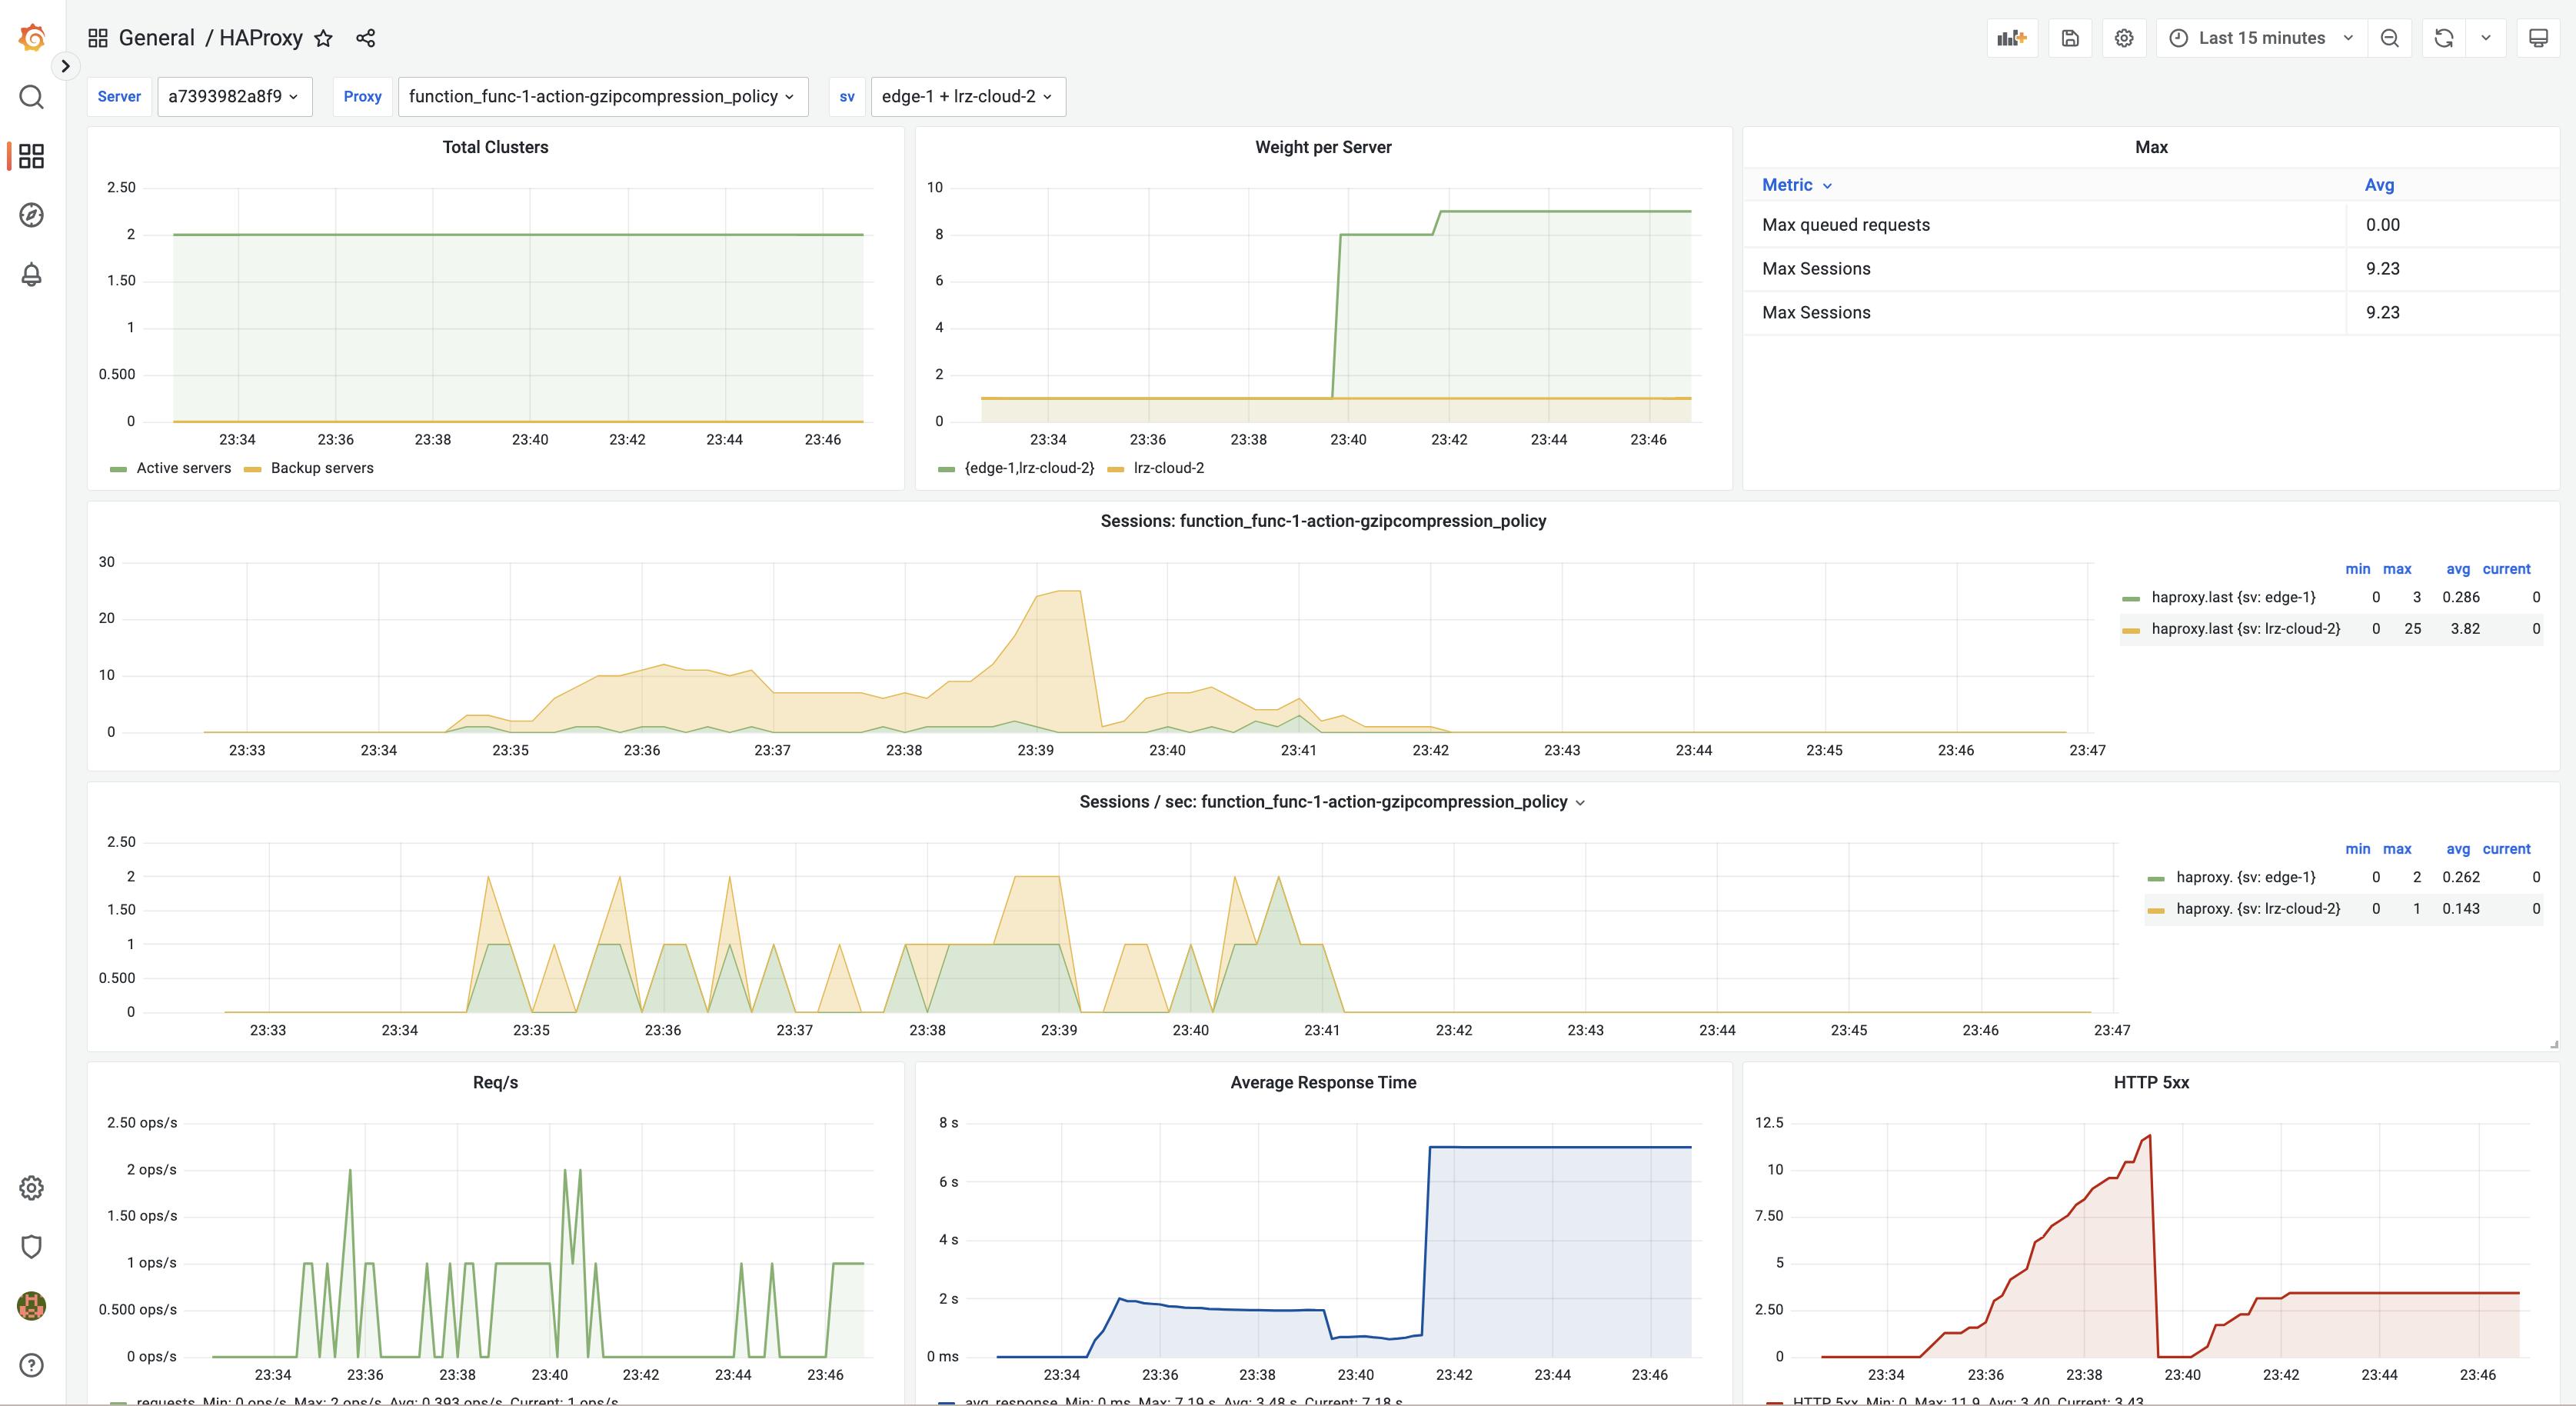 General / HAProxy
Last 15 minutes
Server a7393982a8f9 Proxy function_func-1-action-gzipcompression_policy sv edge-1 + lrz-cloud-2
Total Clusters
2.50
2
1.50
1
0.500
0
23:34 23:36 23:38 23:40 23:42 23:44 23:46
Active servers Backup servers
Weight per Server
10
8
6
4
2
0
23:34 23:36 23:38 23:40 23:42 23:44 23:46
{edge-1,lrz-cloud-2} lrz-cloud-2
Max
Metric Avg
Max queued requests 0.00
Max Sessions 9.23
Max Sessions 9.23
Sessions: function_func-1-action-gzipcompression_policy
30
20
10
0
23:33 23:34 23:35 23:36 23:37 23:38 23:39 23:40 23:41 23:42 23:43 23:44 23:45 23:46 23:47
min max avg current
haproxy.last {sv: edge-1} 0 3 0.286 0
haproxy.last {sv: lrz-cloud-2} 0 25 3.82 0
Sessions / sec: function_func-1-action-gzipcompression_policy
2.50
2
1.50
1
0.500
0
23:33 23:34 23:35 23:36 23:37 23:38 23:39 23:40 23:41 23:42 23:43 23:44 23:45 23:46 23:47
min max avg current
haproxy. {sv: edge-1} 0 2 0.262 0
haproxy. {sv: lrz-cloud-2} 0 1 0.143 0
Req/s
2.50 ops/s
2 ops/s
1.50 ops/s
1 ops/s
0.500 ops/s
0 ops/s
23:34 23:36 23:38 23:40 23:42 23:44 23:46
requests Min: 0 ops/s Max: 2 ops/s Avg: 0.393 ops/s Current: 1 ops/s
Average Response Time
8 s
6 s
4 s
2 s
0 ms
23:34 23:36 23:38 23:40 23:42 23:44 23:46
avg_response Min: 0 ms Max: 7.19 s Avg: 3.48 s Current: 7.18 s
HTTP 5xx
12.5
10
7.50
5
2.50
0
23:34 23:36 23:38 23:40 23:42 23:44 23:46
HTTP 5xx Min: 0 Max: 11.9 Avg: 3.40 Current: 3.43